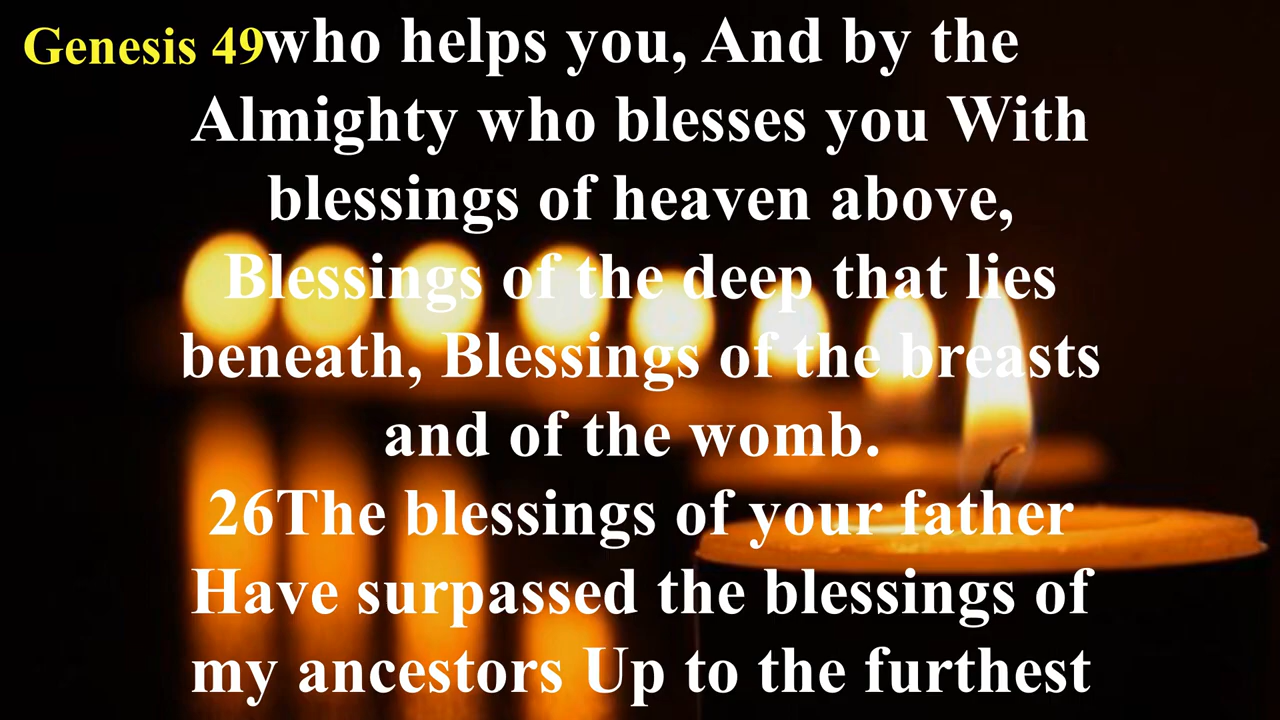 Genesis 49
who helps you, And by the
Almighty who blesses you With
blessings of heaven above,
Blessings of the deep that lies
beneath, Blessings of the breasts
and of the womb.
26The blessings of your father
Have surpassed the blessings of
my ancestors Up to the furthest